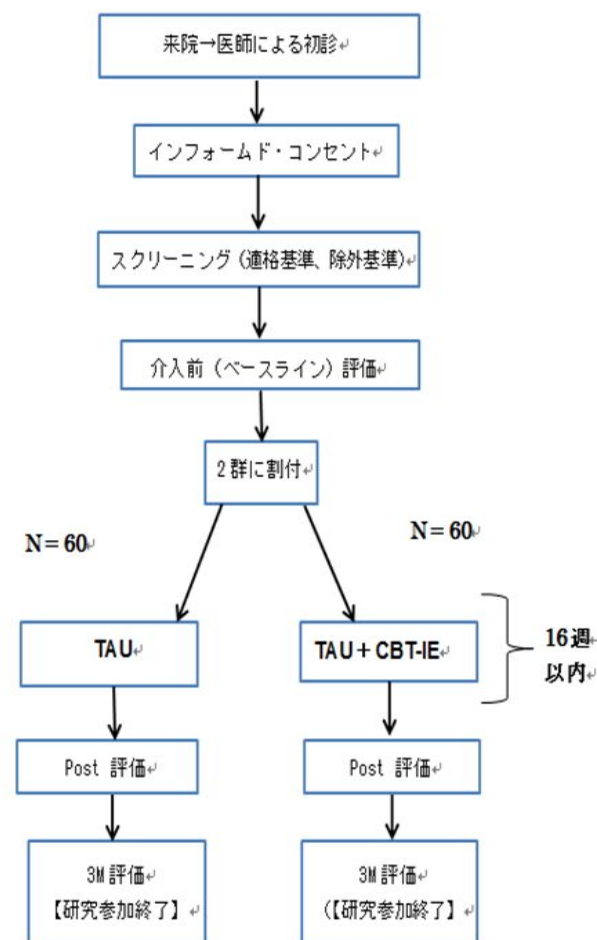 来院→医師による初診↵
インフォームド・コンセント↵
スクリーニング（適格基準、除外基準）↵
介入前（ベースライン）評価↵
2群に割付↵
N=60↵
N=60↵
TAU↵
TAU+CBT-IE↵
16週↵
以内↵
Post 評価↵
Post 評価↵
3M評価↵
【研究参加終了】↵
3M評価↵
(【研究参加終了】↵